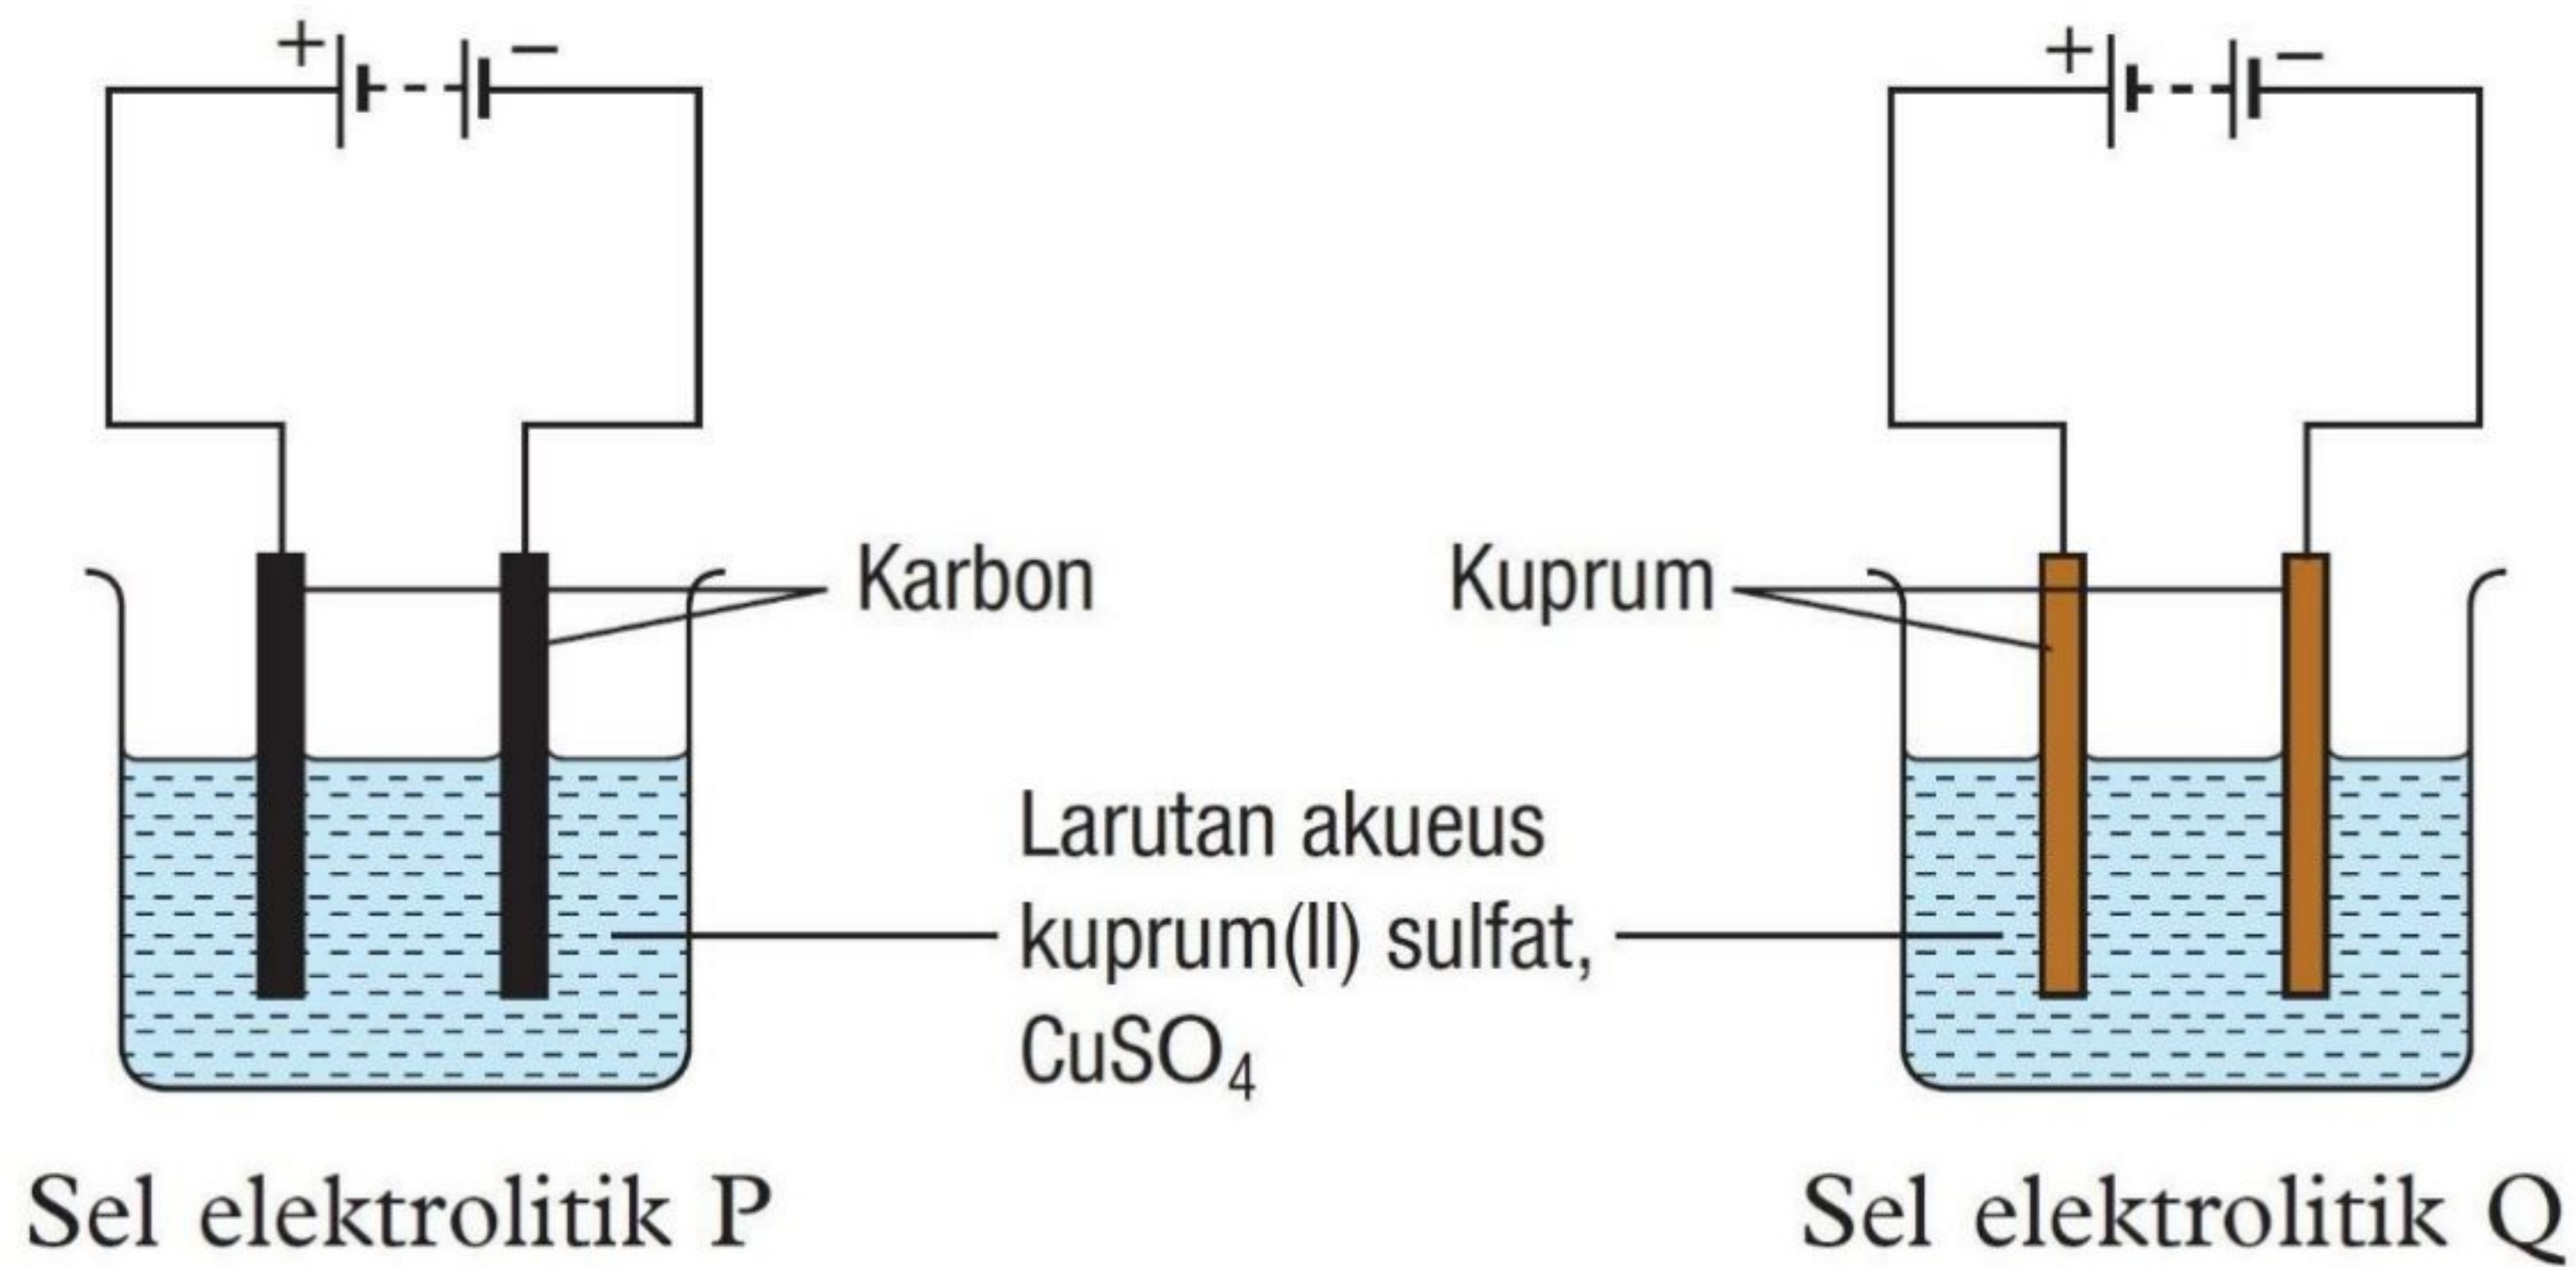 + −
+ −
Karbon
Kuprum
Larutan akueus
kuprum(II) sulfat,
CuSO₄
Sel elektrolitik P
Sel elektrolitik Q